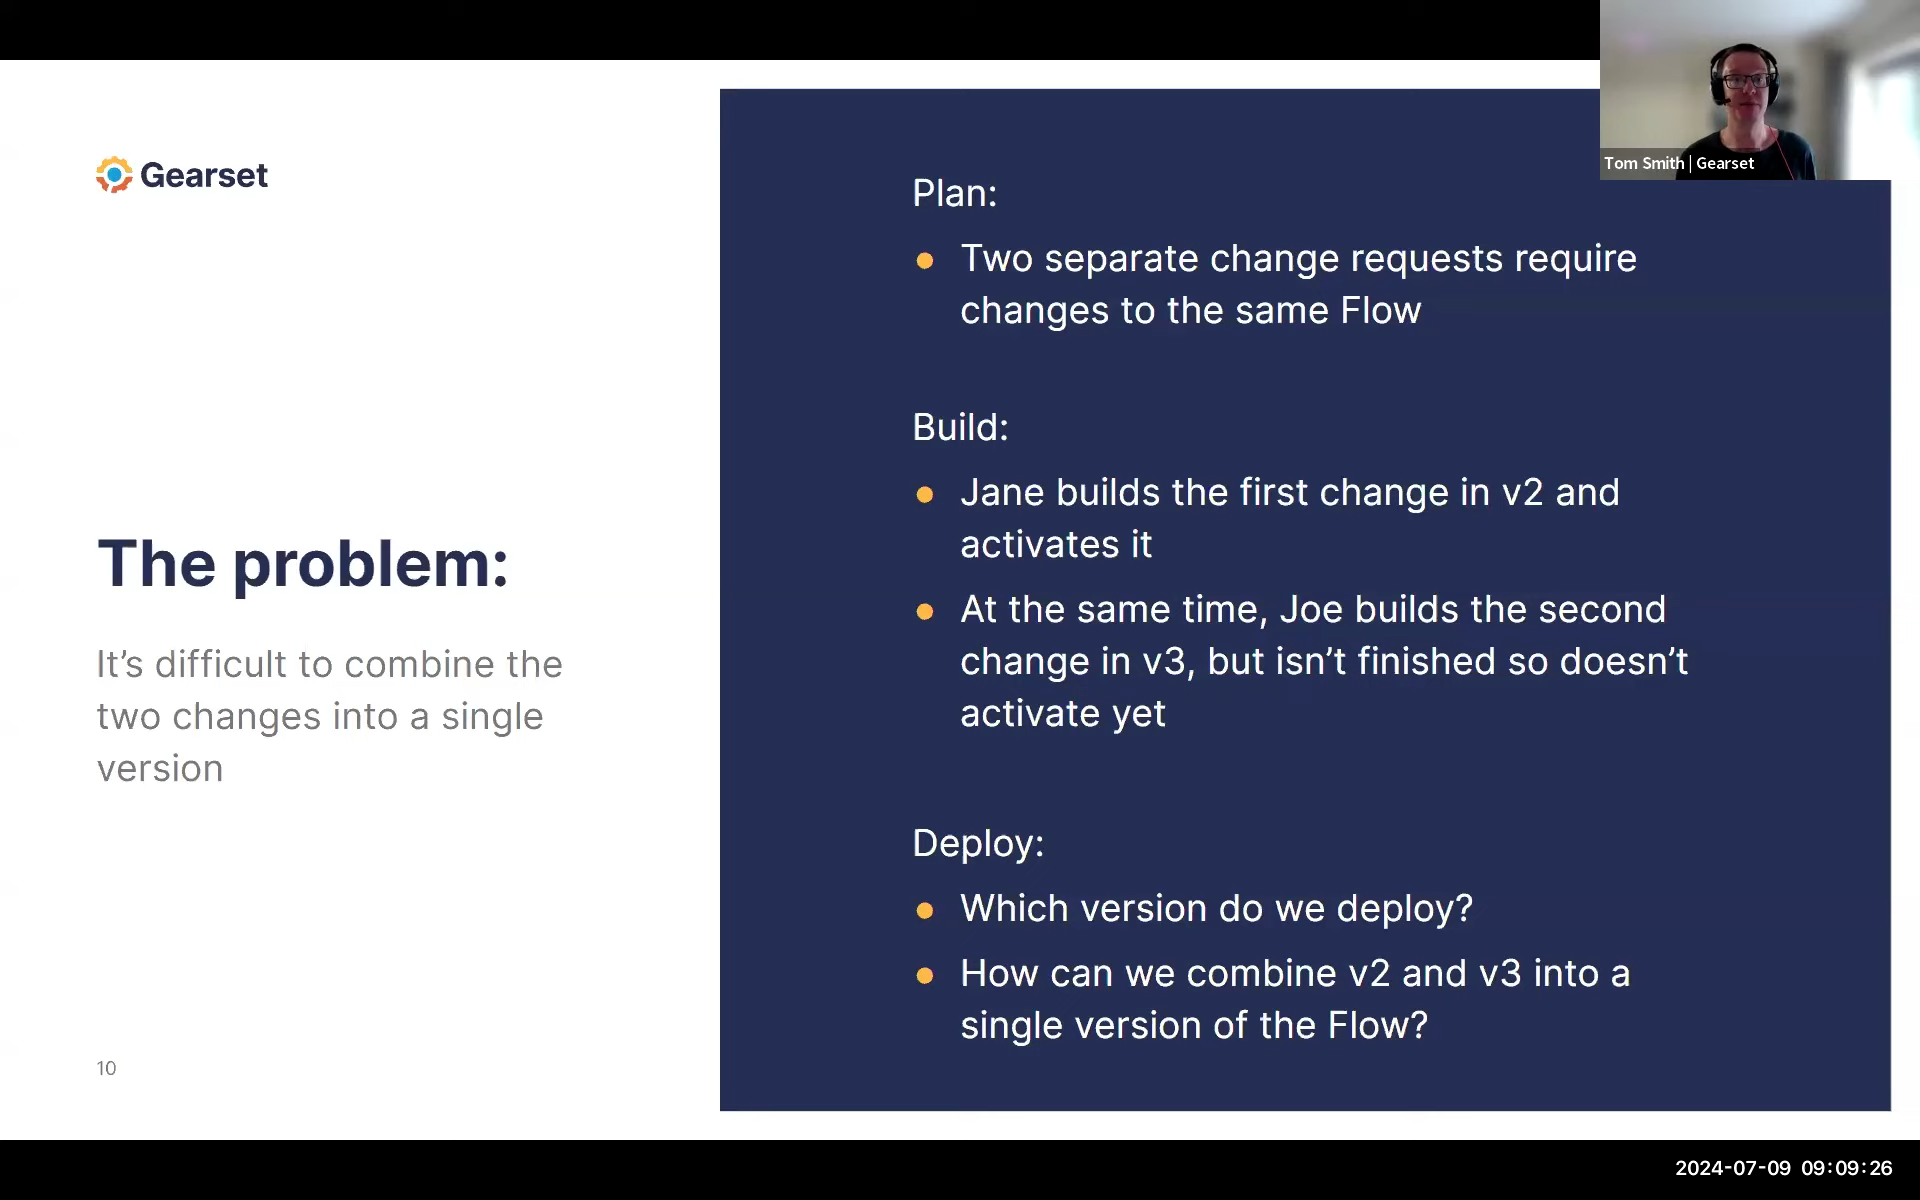 Tom Smith | Gearset
Gearset
The problem:
It’s difficult to combine the
two changes into a single
version
10
Plan:
● Two separate change requests require
changes to the same Flow
Build:
● Jane builds the first change in v2 and
activates it
● At the same time, Joe builds the second
change in v3, but isn’t finished so doesn’t
activate yet
Deploy:
● Which version do we deploy?
● How can we combine v2 and v3 into a
single version of the Flow?
2024-07-09 09:09:26